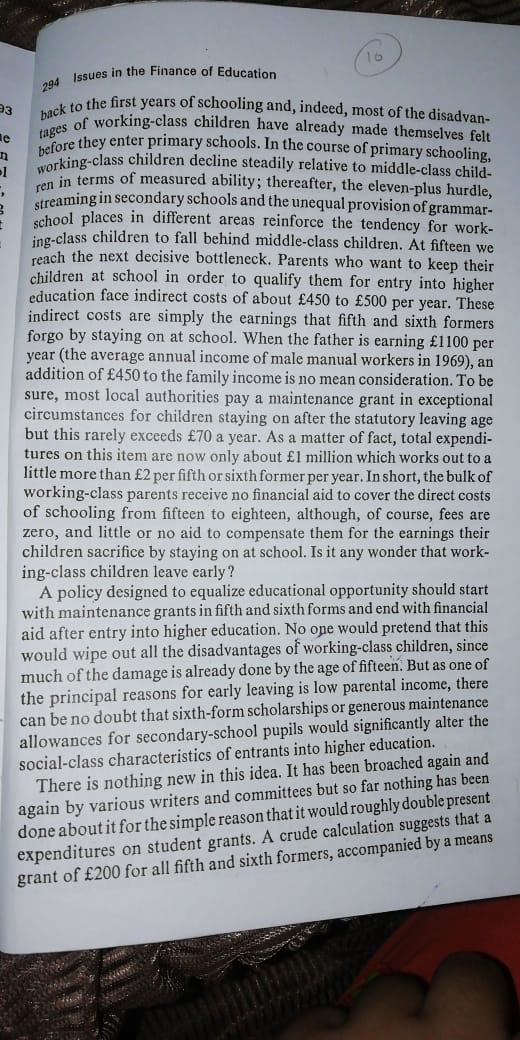 16
294 Issues in the Finance of Education
back to the first years of schooling and, indeed, most of the disadvan-
tages of working-class children have already made themselves felt
before they enter primary schools. In the course of primary schooling,
working-class children decline steadily relative to middle-class child-
ren in terms of measured ability; thereafter, the eleven-plus hurdle,
streaming in secondary schools and the unequal provision of grammar-
school places in different areas reinforce the tendency for work-
ing-class children to fall behind middle-class children. At fifteen we
reach the next decisive bottleneck. Parents who want to keep their
children at school in order to qualify them for entry into higher
education face indirect costs of about £450 to £500 per year. These
indirect costs are simply the earnings that fifth and sixth formers
forgo by staying on at school. When the father is earning £1100 per
year (the average annual income of male manual workers in 1969), an
addition of £450 to the family income is no mean consideration. To be
sure, most local authorities pay a maintenance grant in exceptional
circumstances for children staying on after the statutory leaving age
but this rarely exceeds £70 a year. As a matter of fact, total expendi-
tures on this item are now only about £1 million which works out to a
little more than £2 per fifth or sixth former per year. In short, the bulk of
working-class parents receive no financial aid to cover the direct costs
of schooling from fifteen to eighteen, although, of course, fees are
zero, and little or no aid to compensate them for the earnings their
children sacrifice by staying on at school. Is it any wonder that work-
ing-class children leave early?
A policy designed to equalize educational opportunity should start
with maintenance grants in fifth and sixth forms and end with financial
aid after entry into higher education. No one would pretend that this
would wipe out all the disadvantages of working-class children, since
much of the damage is already done by the age of fifteen. But as one of
the principal reasons for early leaving is low parental income, there
can be no doubt that sixth-form scholarships or generous maintenance
allowances for secondary-school pupils would significantly alter the
social-class characteristics of entrants into higher education.
There is nothing new in this idea. It has been broached again and
again by various writers and committees but so far nothing has been
done about it for the simple reason that it would roughly double present
expenditures on student grants. A crude calculation suggests that a
grant of £200 for all fifth and sixth formers, accompanied by a means